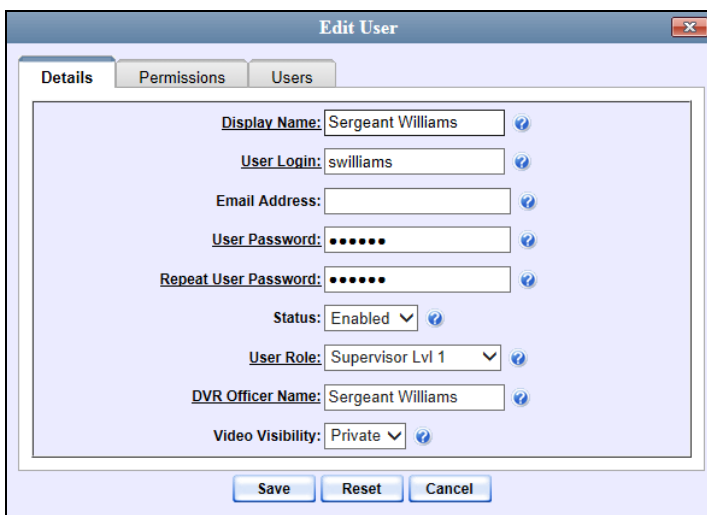 Edit User
Details Permissions Users
Display Name: Sergeant Williams
User Login: swilliams
Email Address:
User Password: ••••••
Repeat User Password: ••••••
Status: Enabled
User Role: Supervisor Lvl 1
DVR Officer Name: Sergeant Williams
Video Visibility: Private
Save Reset Cancel